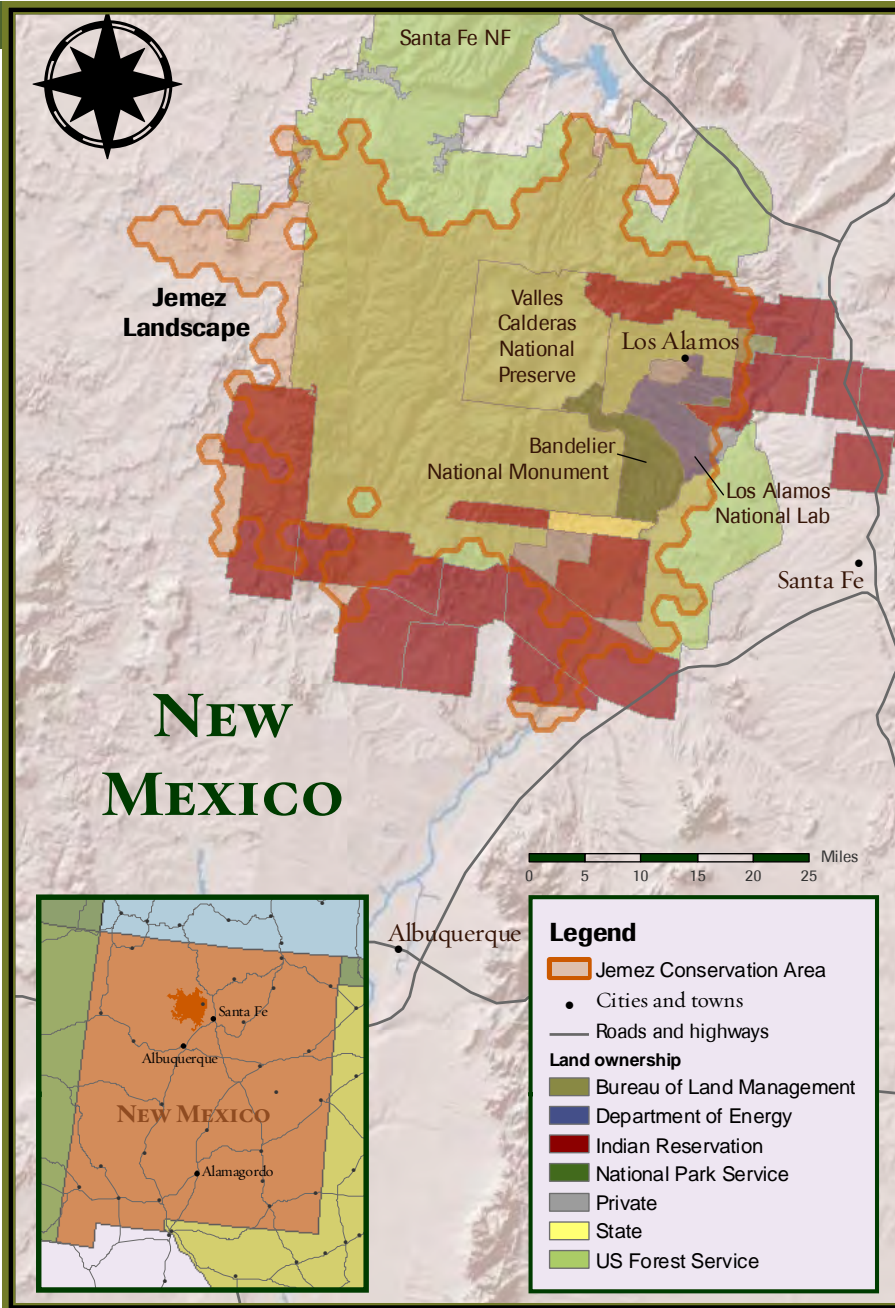 Santa Fe NF
Jemez
Landscape
Valles
Calderas
National
Preserve
Los Alamos
Bandelier
National Monument
Los Alamos
National Lab
Santa Fe
NEW
MEXICO
Miles
0 5 10 15 20 25
Albuquerque
Santa Fe
Albuquerque
NEW MEXICO
Alamagordo
Legend
Jemez Conservation Area
Cities and towns
Roads and highways
Land ownership
Bureau of Land Management
Department of Energy
Indian Reservation
National Park Service
Private
State
US Forest Service